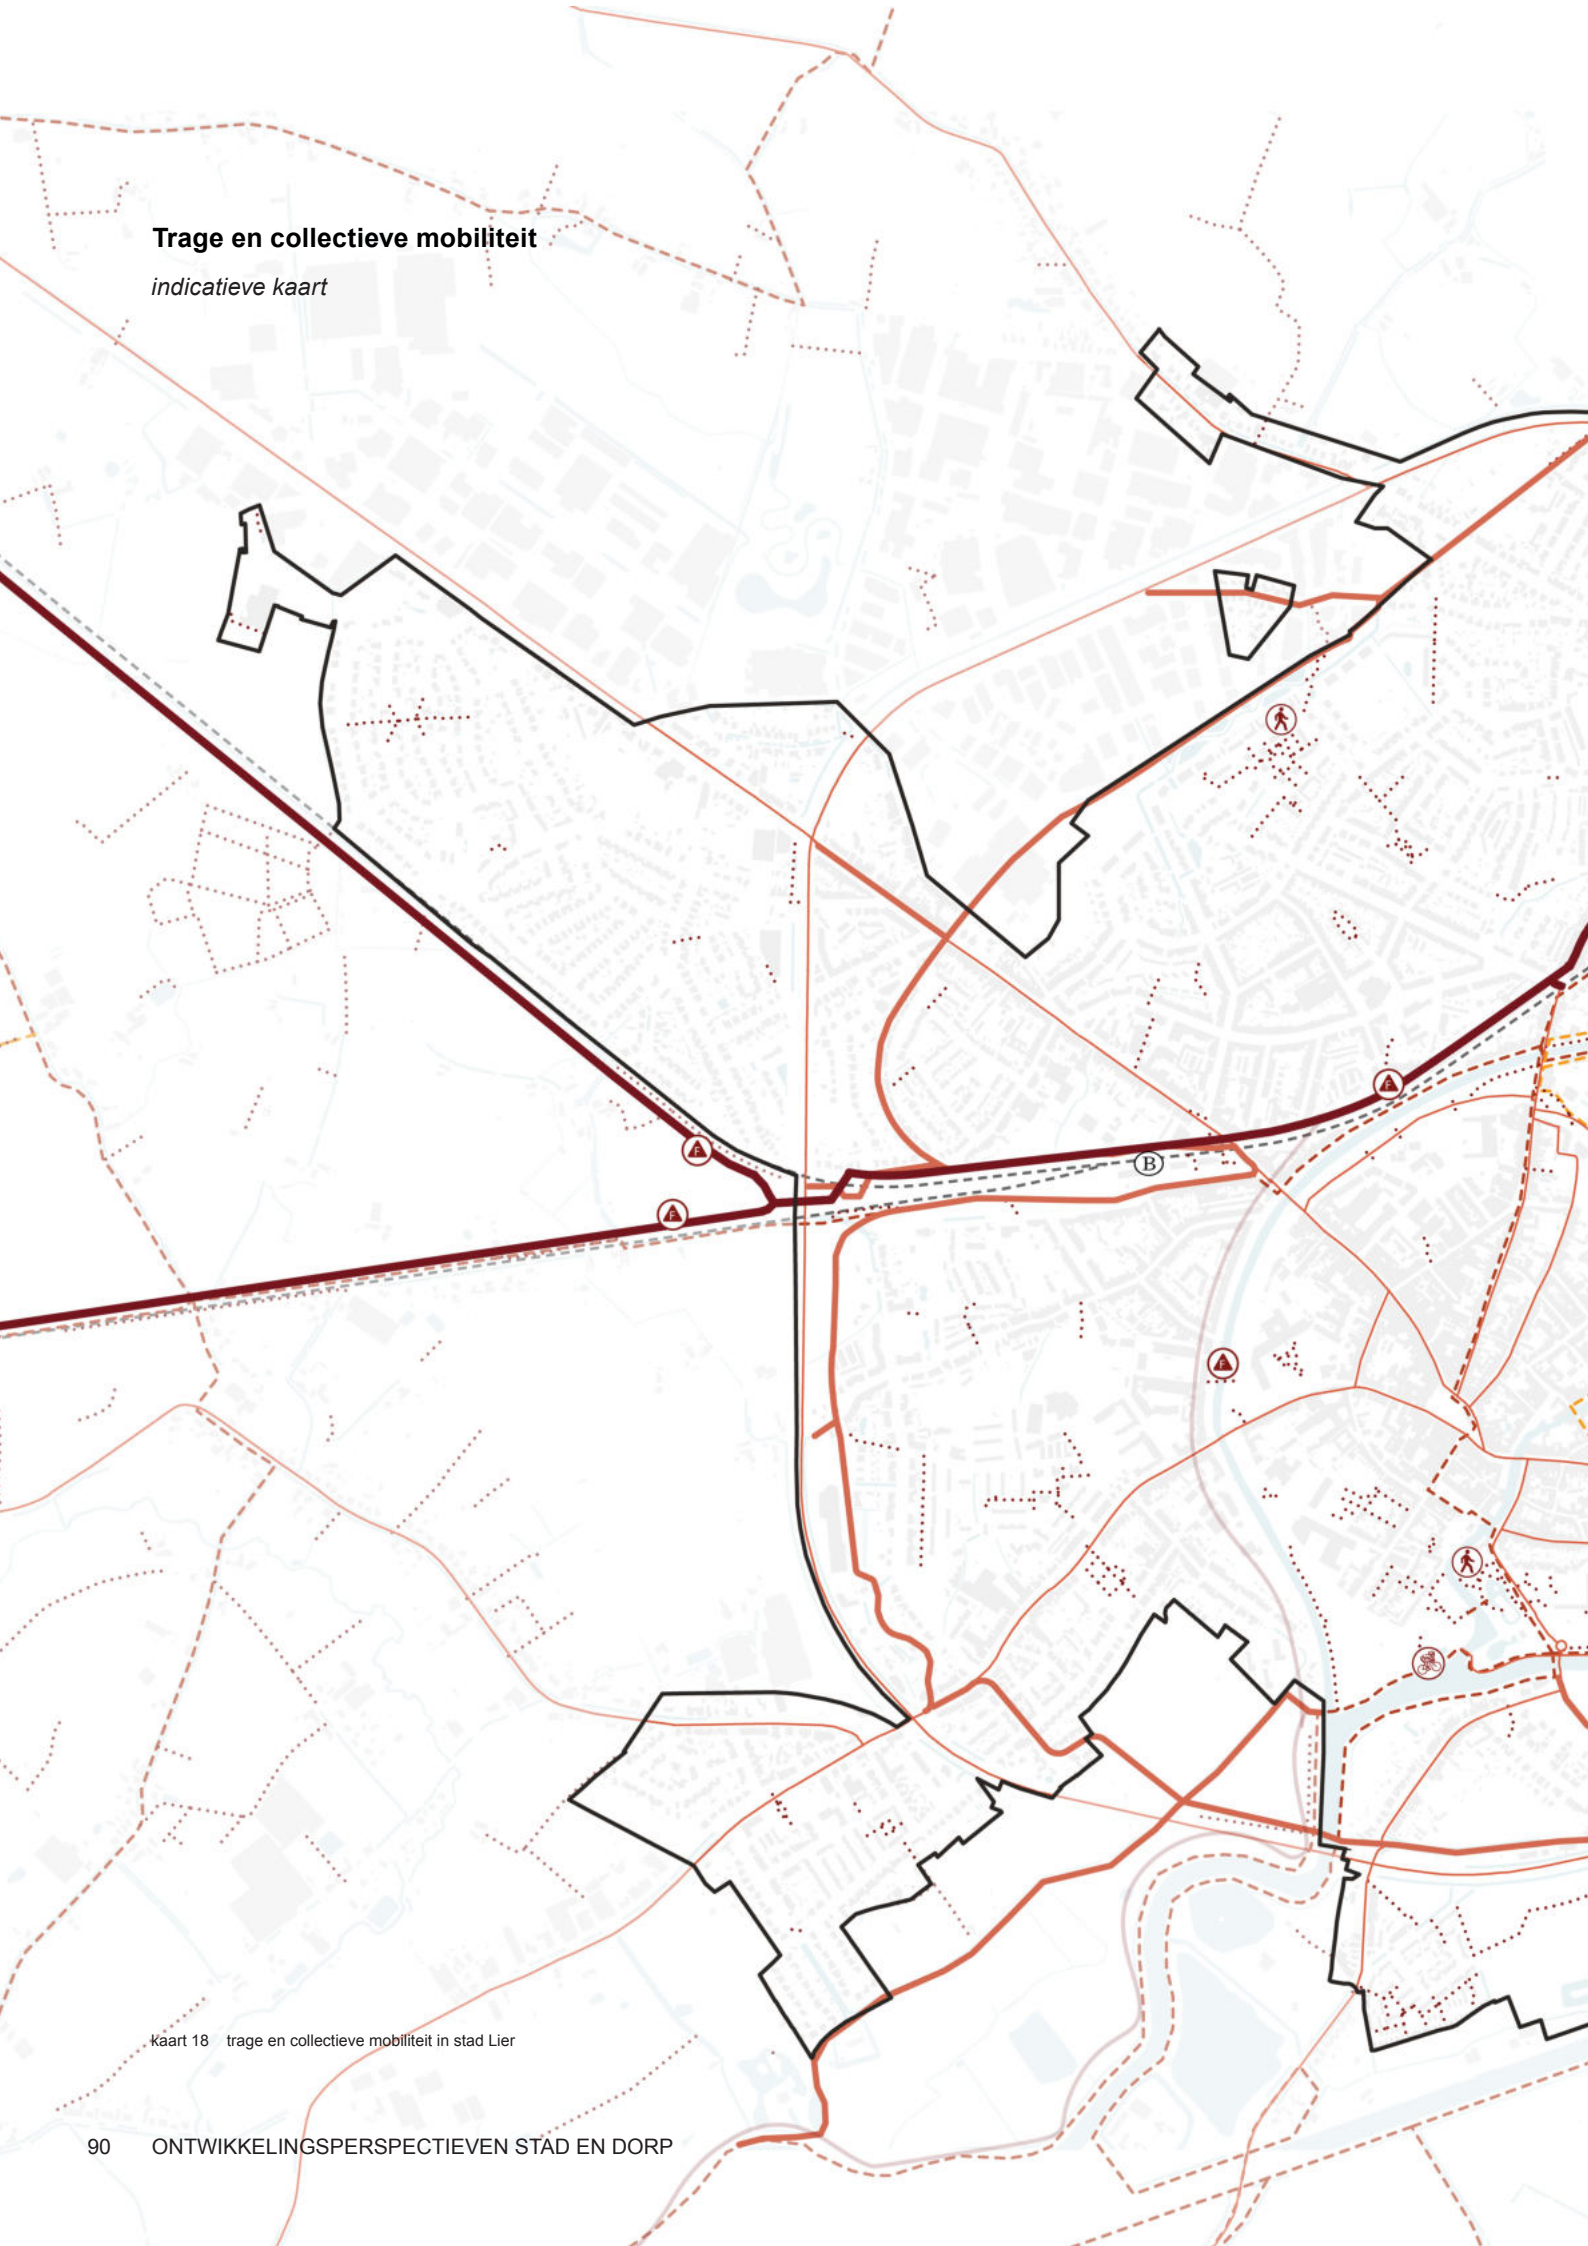 Trage en collectieve mobiliteit
indicatieve kaart
F
B
F
F
F
kaart 18 trage en collectieve mobiliteit in stad Lier
90 ONTWIKKELINGSPERSPECTIEVEN STAD EN DORP